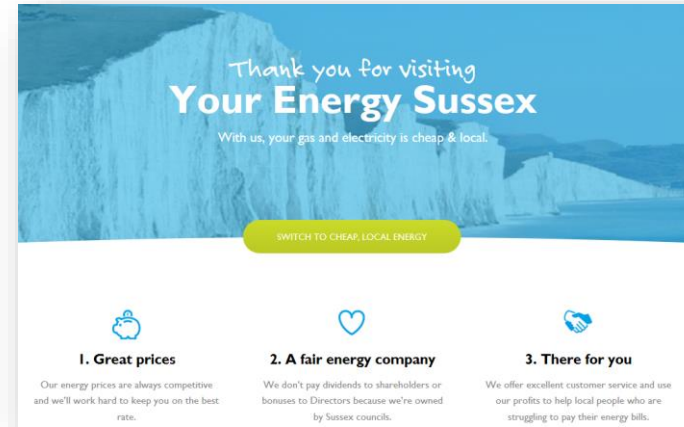 Thank you for visiting
Your Energy Sussex
With us, your gas and electricity is cheap & local.
SWITCH TO CHEAP, LOCAL ENERGY
1. Great prices
Our energy prices are always competitive
and we'll work hard to keep you on the best
rate.
2. A fair energy company
We don't pay dividends to shareholders or
bonuses to Directors because we're owned
by Sussex councils.
3. There for you
We offer excellent customer service and use
our profits to help local people who are
struggling to pay their energy bills.